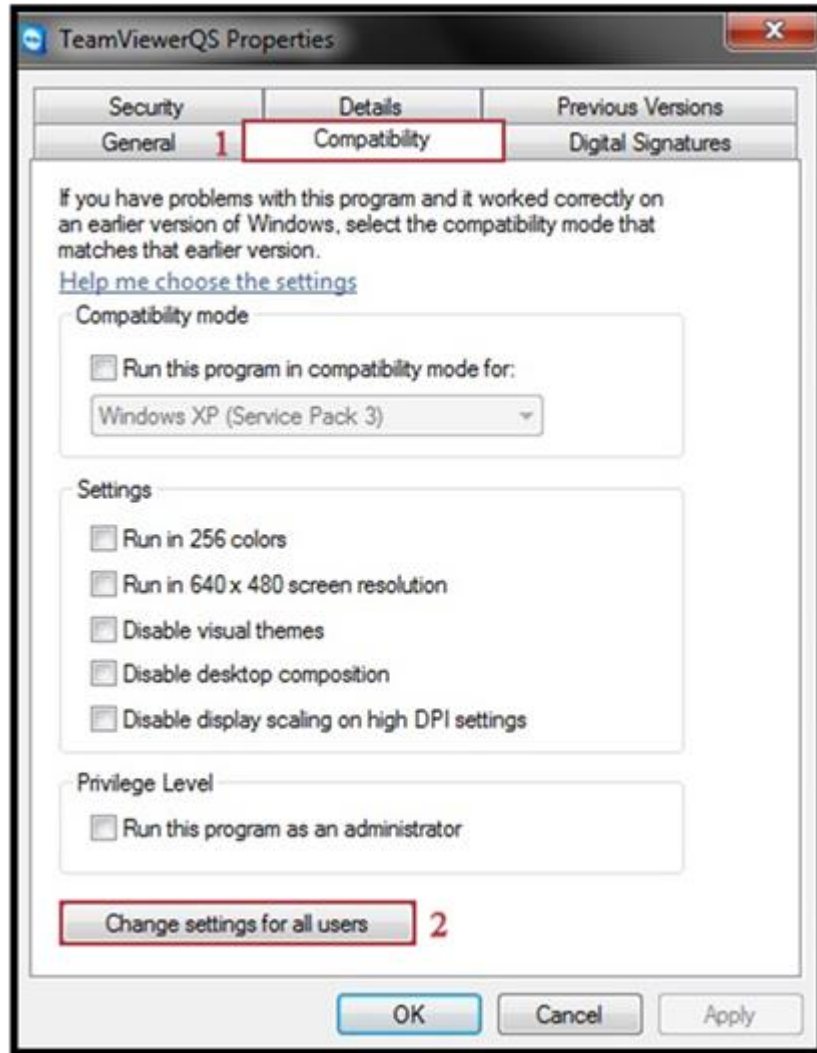 TeamViewerQS Properties
Security Details Previous Versions
General 1 Compatibility Digital Signatures
If you have problems with this program and it worked correctly on
an earlier version of Windows, select the compatibility mode that
matches that earlier version.
Help me choose the settings
Compatibility mode
Run this program in compatibility mode for:
Windows XP (Service Pack 3)
Settings
Run in 256 colors
Run in 640 x 480 screen resolution
Disable visual themes
Disable desktop composition
Disable display scaling on high DPI settings
Privilege Level
Run this program as an administrator
Change settings for all users 2
OK Cancel Apply